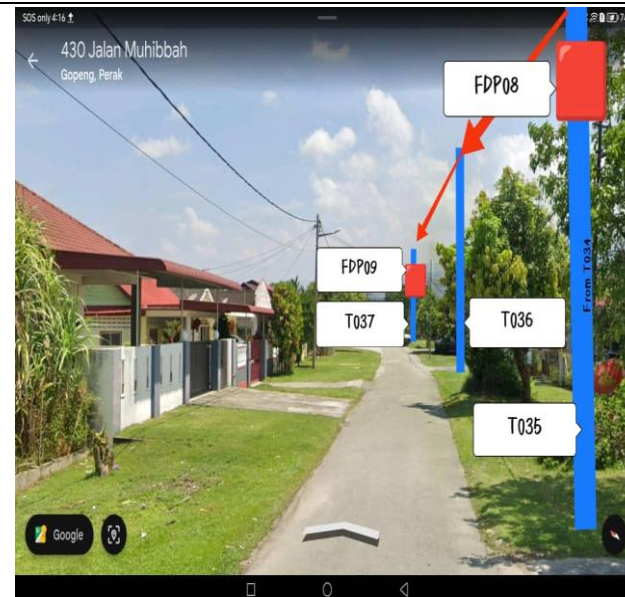 SOS only 4:16
430 Jalan Muhibbah
Gopeng, Perak
FDP08
FDP09
T037
T036
From T034
T035
Google